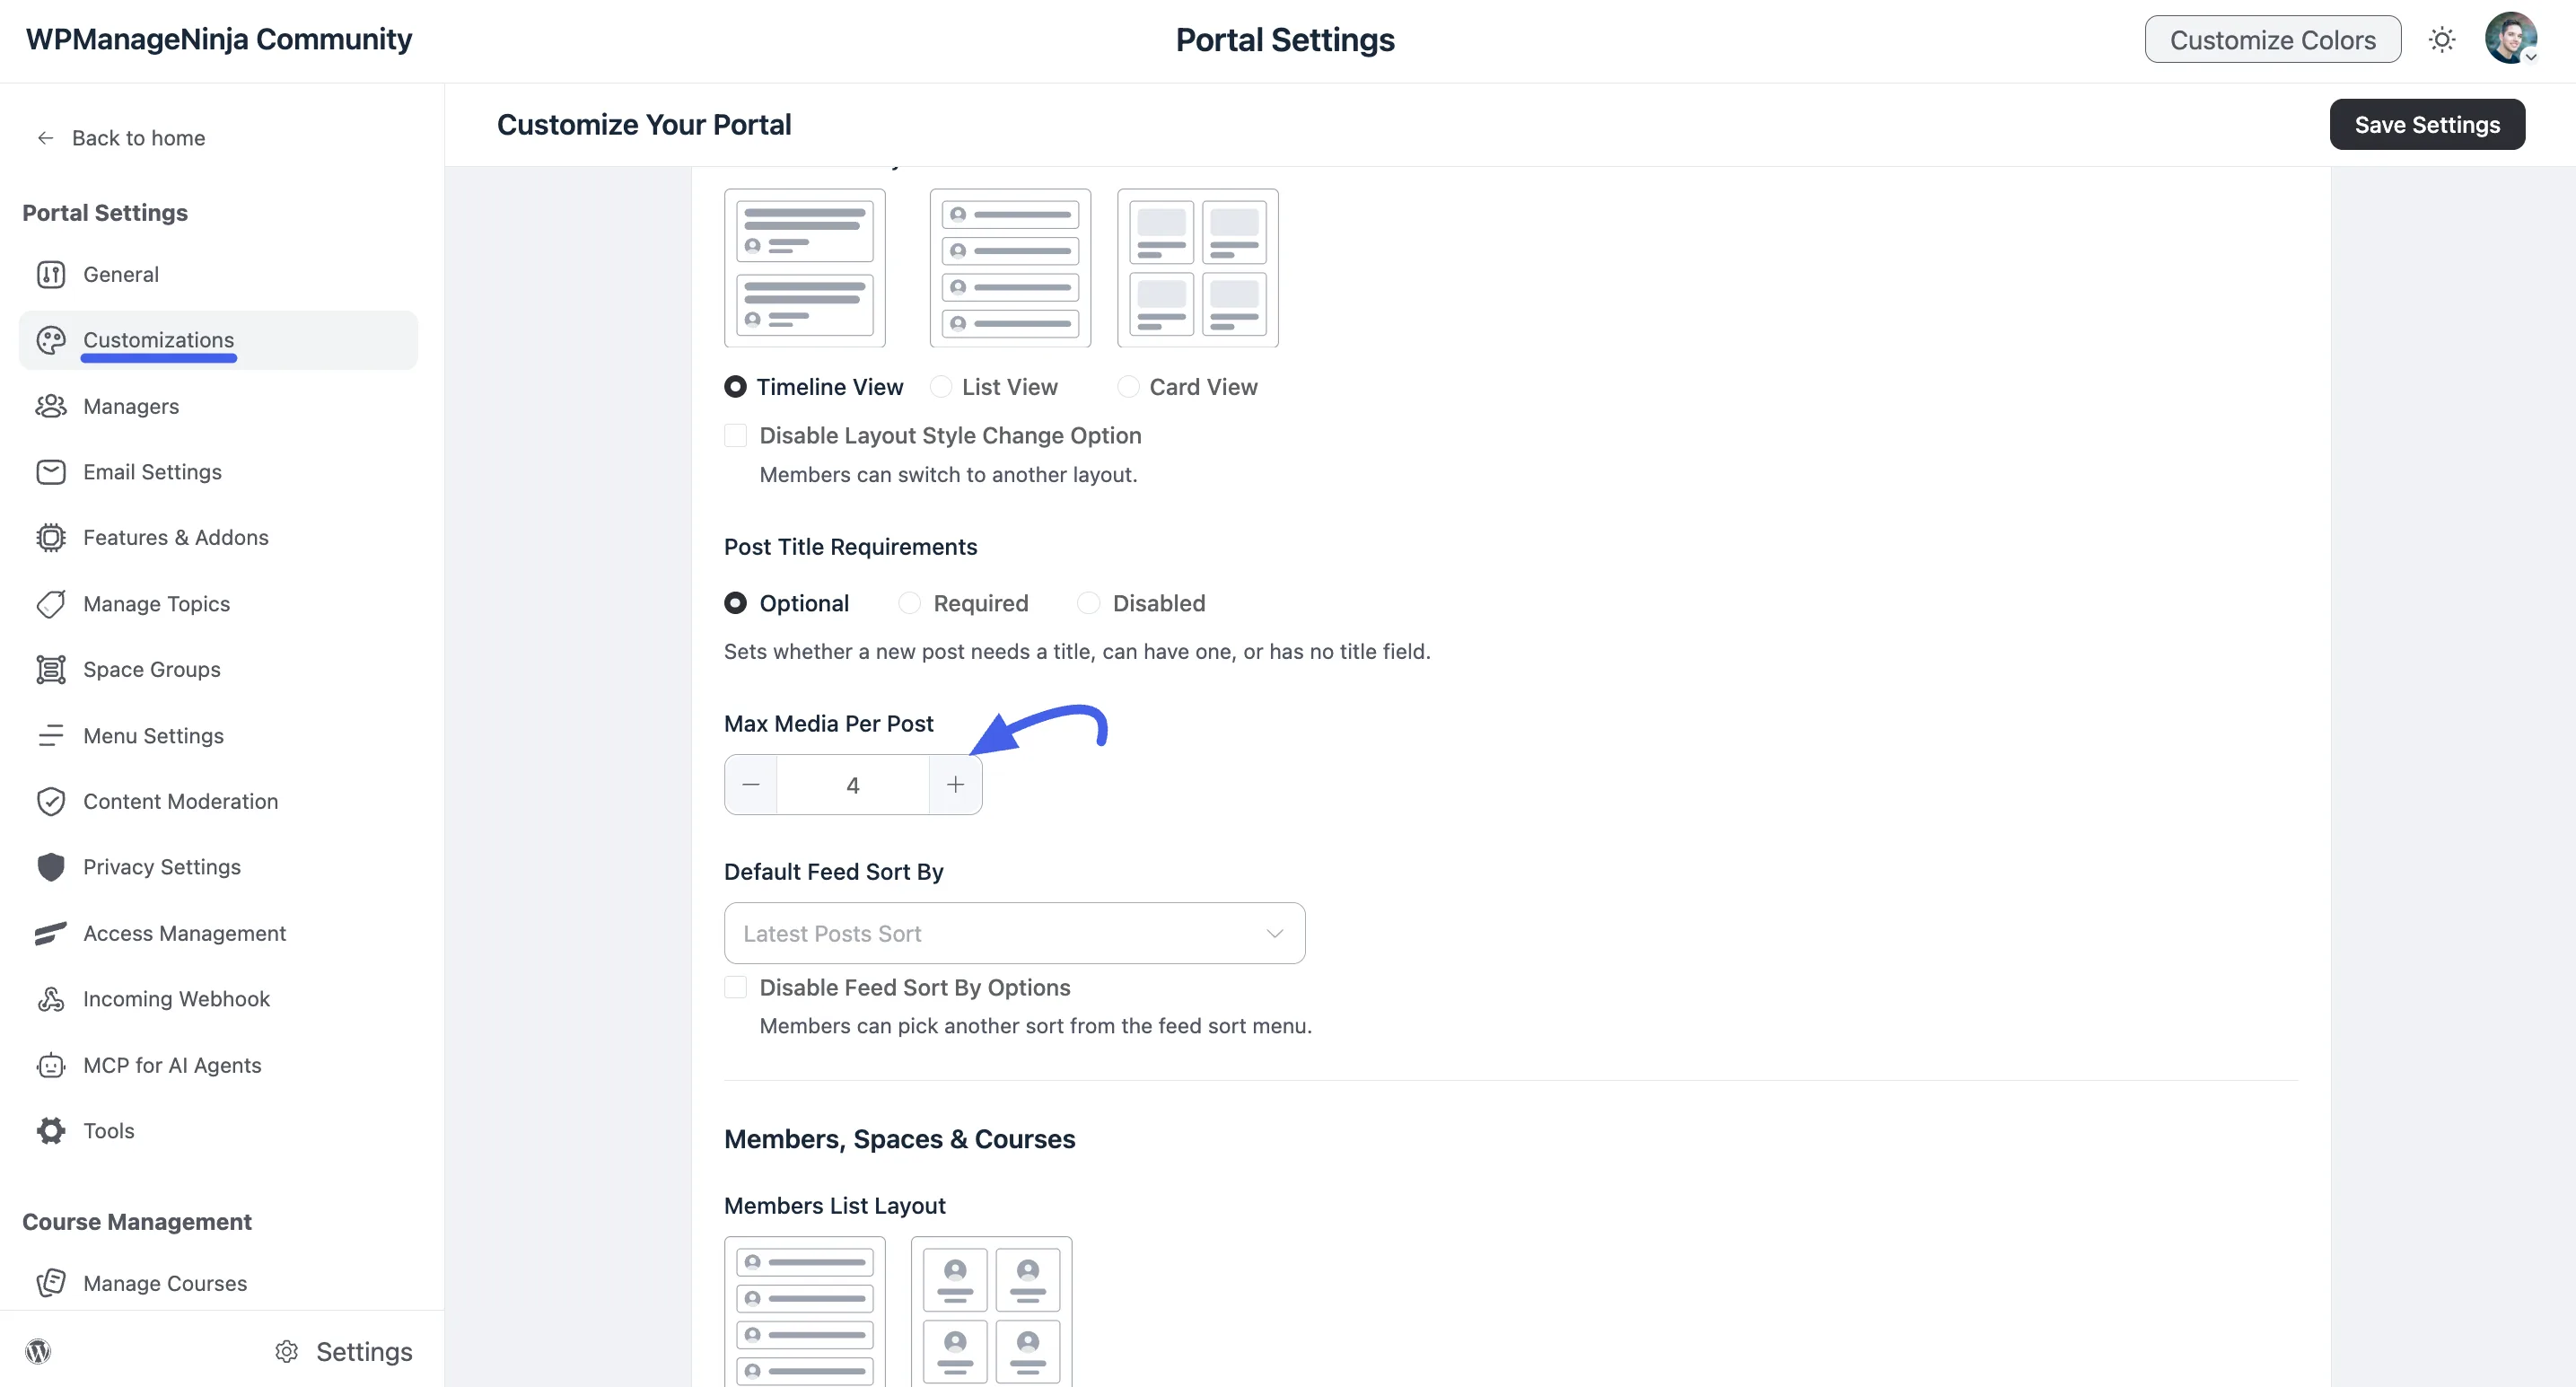 WPManageNinja Community
Portal Settings
Customize Colors
Back to home
Customize Your Portal
Save Settings
Portal Settings
General
Customizations
Managers
Email Settings
Features & Addons
Manage Topics
Space Groups
Menu Settings
Content Moderation
Privacy Settings
Access Management
Incoming Webhook
MCP for AI Agents
Tools
Course Management
Manage Courses
Settings
Timeline View
List View
Card View
Disable Layout Style Change Option
Members can switch to another layout.
Post Title Requirements
Optional
Required
Disabled
Sets whether a new post needs a title, can have one, or has no title field.
Max Media Per Post
4
Default Feed Sort By
Latest Posts Sort
Disable Feed Sort By Options
Members can pick another sort from the feed sort menu.
Members, Spaces & Courses
Members List Layout